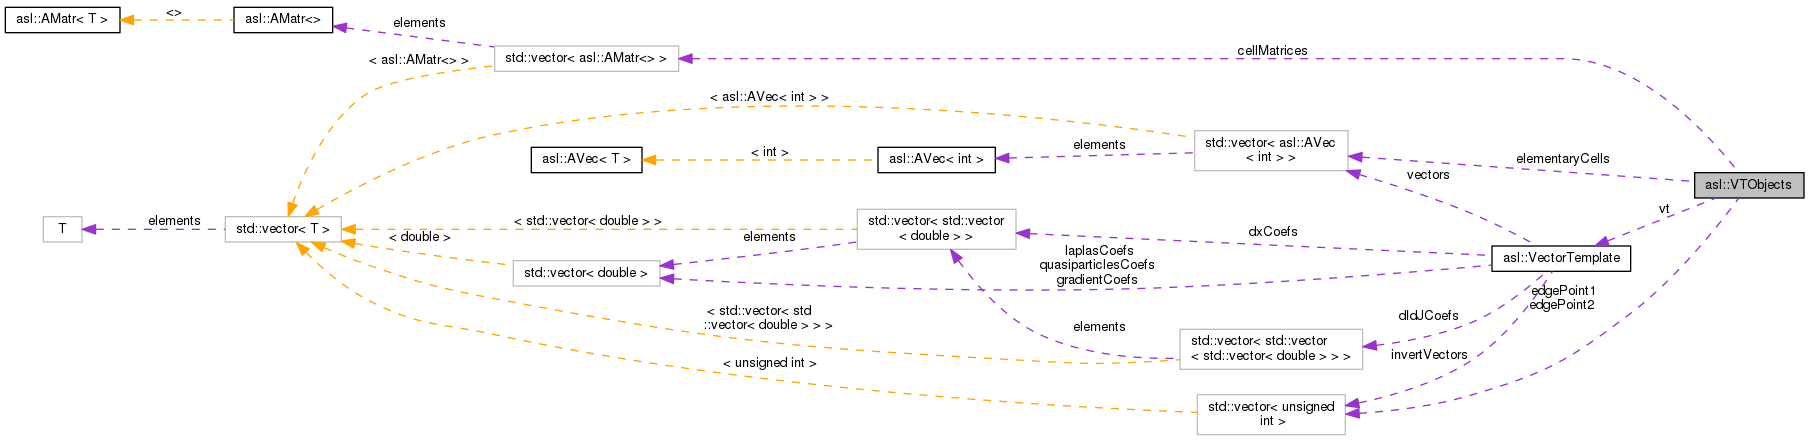 asl::AMatr< T >
<>
asl::AMatr<>
elements
std::vector< asl::AMatr<> >
cellMatrices
< asl::AMatr<> >
< asl::AVec< int > >
asl::AVec< T >
< int >
asl::AVec< int >
elements
std::vector< asl::AVec
< int > >
elementaryCells
vectors
asl::VTObjects
vt
T
elements
std::vector< T >
< std::vector< double > >
< double >
std::vector< std::vector
< double > >
elements
std::vector< double >
dxCoefs
laplasCoefs
quasiparticlesCoefs
gradientCoefs
asl::VectorTemplate
edgePoint1
edgePoint2
< std::vector< std
::vector< double > > >
elements
std::vector< std::vector
< std::vector< double > > >
dldJCoefs
invertVectors
< unsigned int >
std::vector< unsigned
int >